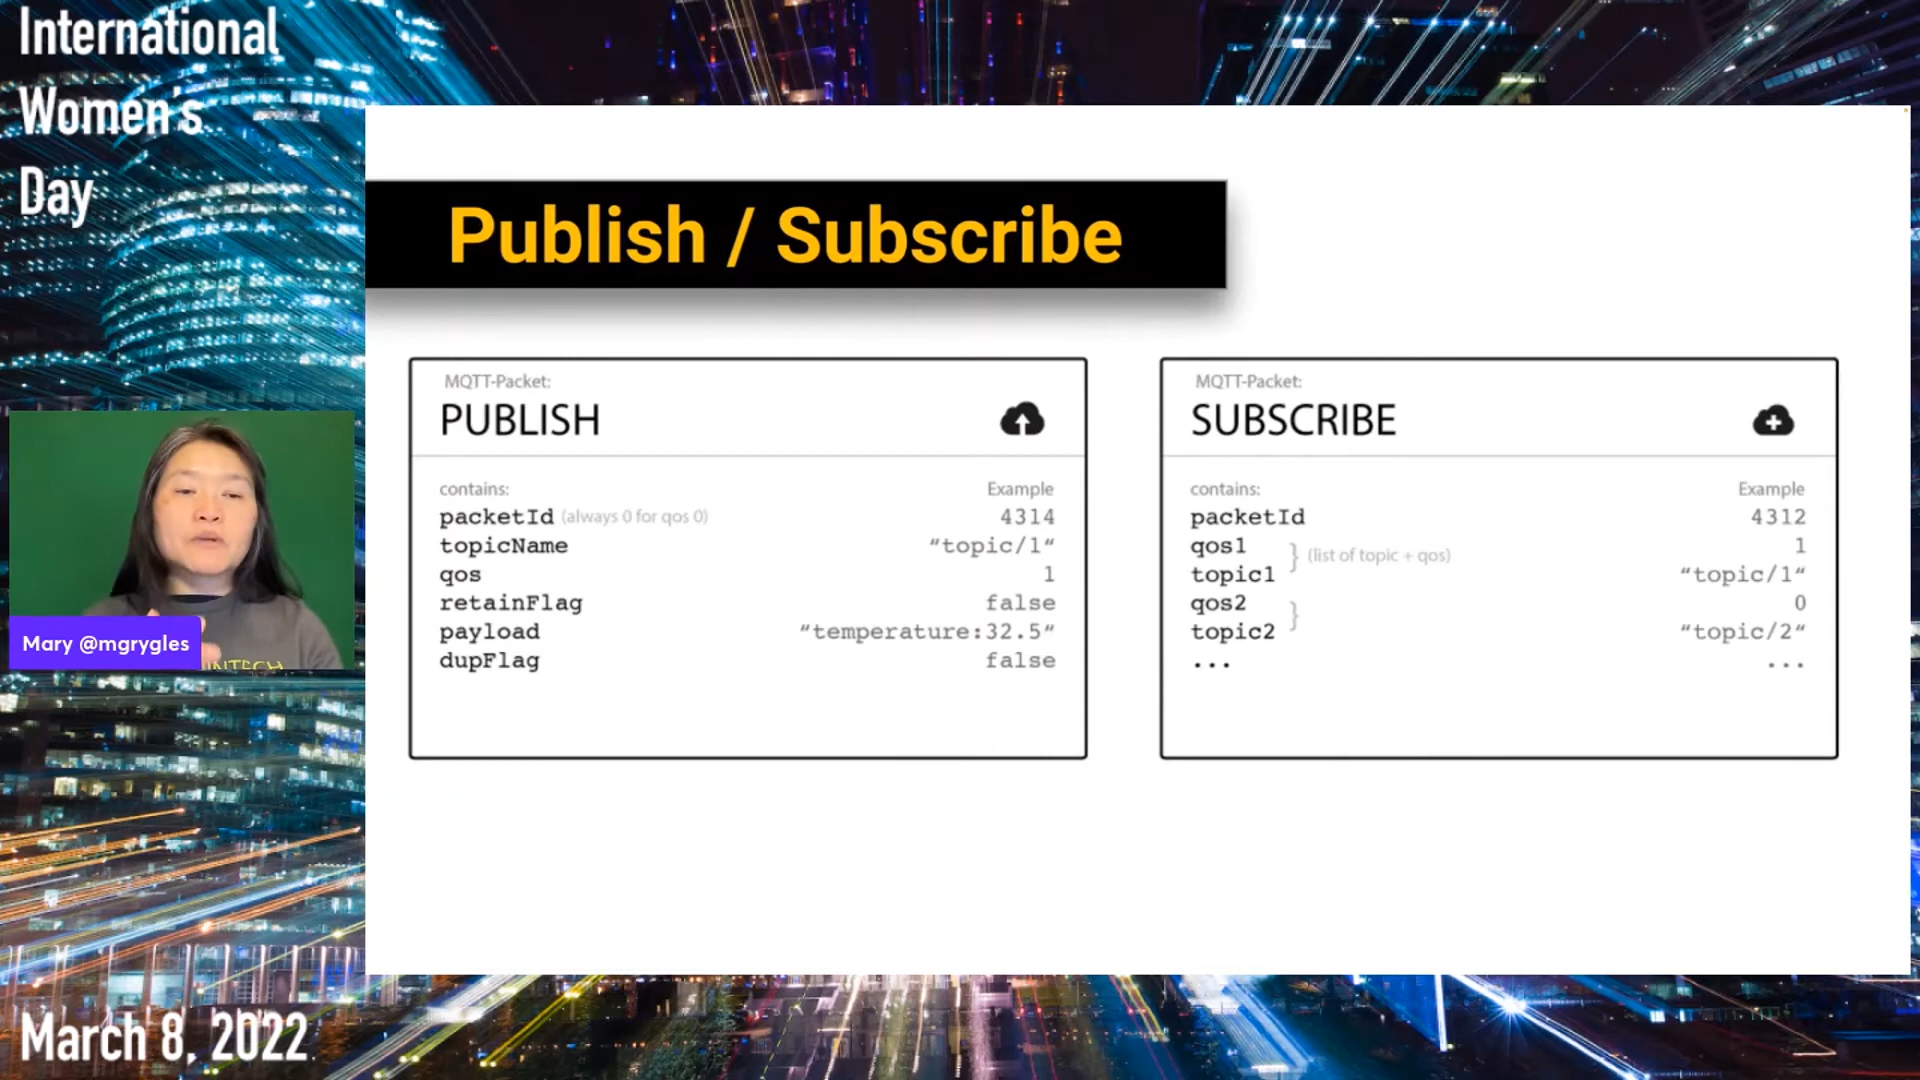 International
Women's
Day
Publish / Subscribe
MQTT-Packet:
PUBLISH
contains: Example
packetId (always 0 for qos 0) 4314
topicName “topic/1“
qos 1
retainFlag false
payload “temperature:32.5“
dupFlag false
MQTT-Packet:
SUBSCRIBE
contains: Example
packetId 4312
qos1 1
} (list of topic + qos)
topic1 “topic/1“
qos2 0
}
topic2 “topic/2“
... ...
Mary @mgrygles
March 8, 2022